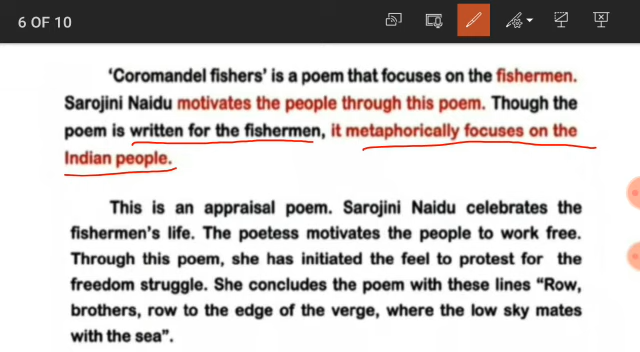 6 OF 10
'Coromandel fishers' is a poem that focuses on the fishermen.
Sarojini Naidu motivates the people through this poem. Though the
poem is written for the fishermen, it metaphorically focuses on the
Indian people.
This is an appraisal poem. Sarojini Naidu celebrates the
fishermen's life. The poetess motivates the people to work free.
Through this poem, she has initiated the feel to protest for the
freedom struggle. She concludes the poem with these lines "Row,
brothers, row to the edge of the verge, where the low sky mates
with the sea".